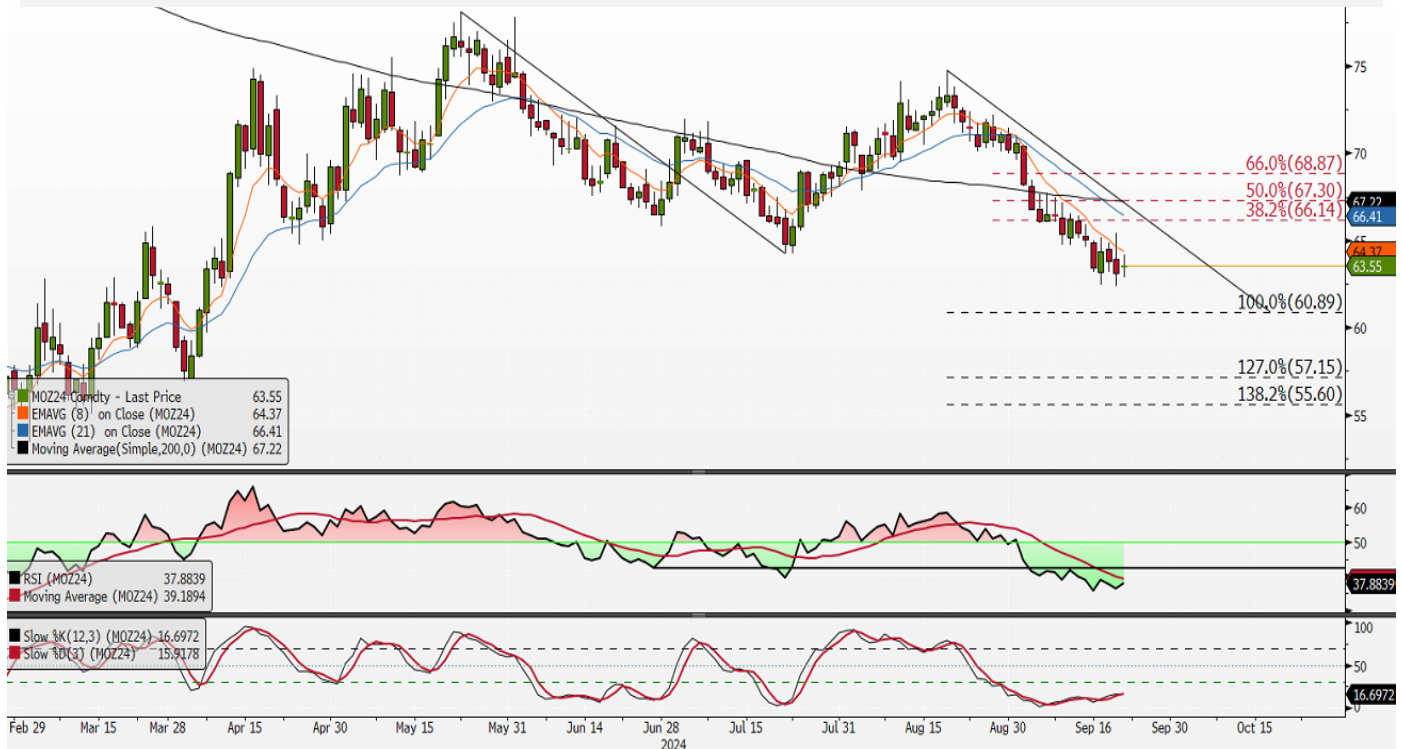 75
70
66.0%(68.87)
50.0%(67.30)
67.22
38.2%(66.14)
66.41
65
64.37
63.55
100.0%(60.89)
60
127.0%(57.15)
138.2%(55.60)
55
MOZ24 Comdty - Last Price 63.55
EMAVG (8) on Close (MOZ24) 64.37
EMAVG (21) on Close (MOZ24) 66.41
Moving Average(Simple,200,0) (MOZ24) 67.22
60
50
RSI (MOZ24) 37.8839
Moving Average (MOZ24) 39.1894
37.8839
Slow %K(12,3) (MOZ24) 16.6972
Slow %D(3) (MOZ24) 15.9178
100
50
16.6972
0
Feb 29 Mar 15 Mar 28 Apr 15 Apr 30 May 15 May 31 Jun 14 Jun 28 Jul 15 Jul 31 Aug 15 Aug 30 Sep 16 Sep 30 Oct 15
2024